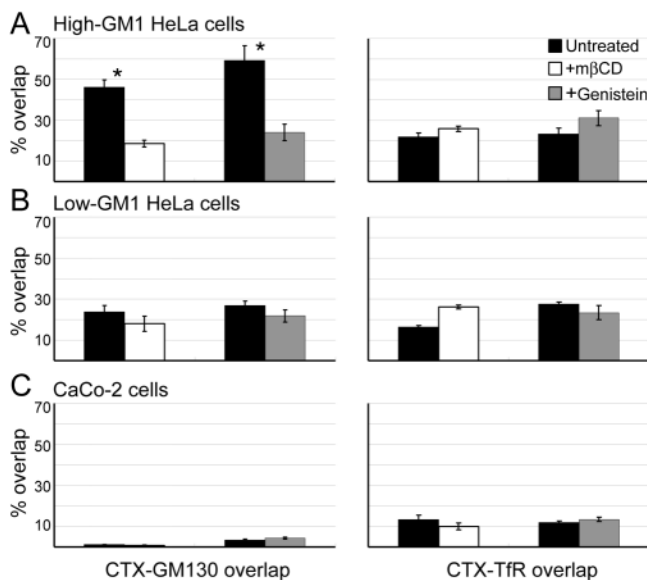 A High-GM1 HeLa cells
70
50
30
10
% overlap
*
*
Untreated
+mβCD
+Genistein
B Low-GM1 HeLa cells
70
50
30
10
% overlap
C CaCo-2 cells
70
50
30
10
% overlap
CTX-GM130 overlap
CTX-TfR overlap